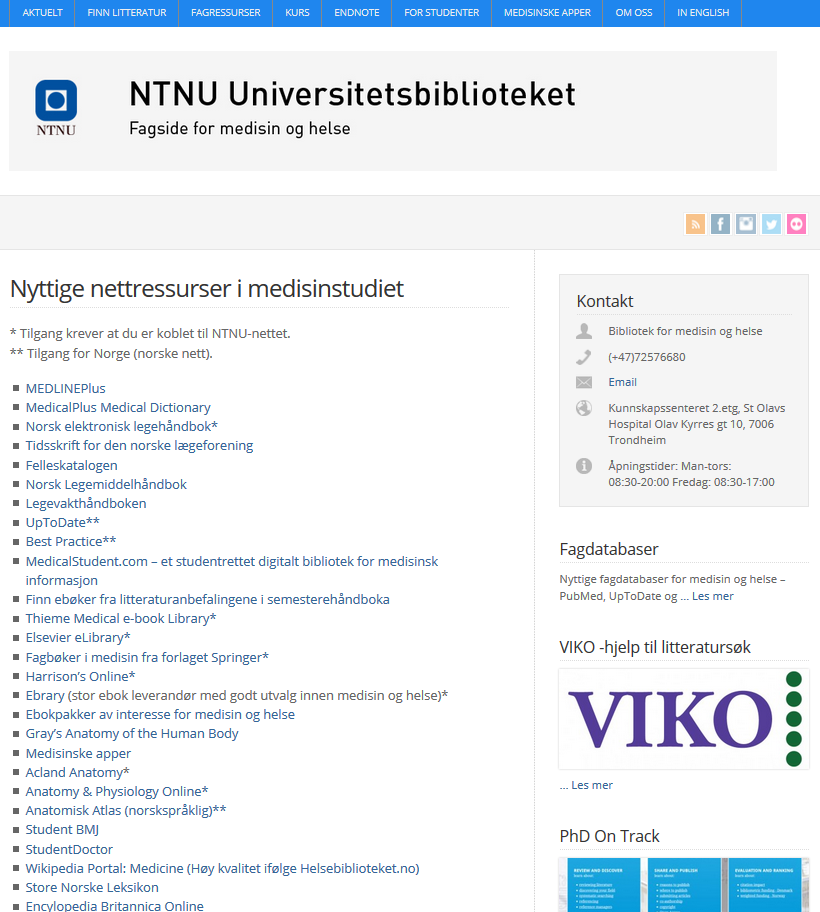 AKTUELT FINN LITTERATUR FAGRESSURSER KURS ENDNOTE FOR STUDENTER MEDISINSKE APPER OM OSS IN ENGLISH
NTNU
NTNU Universitetsbiblioteket
Fagside for medisin og helse
Nyttige nettressurser i medisinstudiet
* Tilgang krever at du er koblet til NTNU-nettet.
** Tilgang for Norge (norske nett).
MEDLINEPlus
MedicalPlus Medical Dictionary
Norsk elektronisk legehåndbok*
Tidsskrift for den norske lægeforening
Felleskatalogen
Norsk Legemiddelhåndbok
Legevakthåndboken
UpToDate**
Best Practice**
MedicalStudent.com – et studentrettet digitalt bibliotek for medisinsk
informasjon
Finn ebøker fra litteraturanbefalingene i semesterehåndboka
Thieme Medical e-book Library*
Elsevier eLibrary*
Fagbøker i medisin fra forlaget Springer*
Harrison's Online*
Ebrary (stor ebok leverandør med godt utvalg innen medisin og helse)*
Ebokpakker av interesse for medisin og helse
Gray's Anatomy of the Human Body
Medisinske apper
Acland Anatomy*
Anatomy & Physiology Online*
Anatomisk Atlas (norskspråklig)**
Student BMJ
StudentDoctor
Wikipedia Portal: Medicine (Høy kvalitet ifølge Helsebiblioteket.no)
Store Norske Leksikon
Encylopedia Britannica Online
Kontakt
Bibliotek for medisin og helse
(+47)72576680
Email
Kunnskapssenteret 2.etg, St Olavs
Hospital Olav Kyrres gt 10, 7006
Trondheim
Åpningstider: Man-tors:
08:30-20:00 Fredag: 08:30-17:00
Fagdatabaser
Nyttige fagdatabaser for medisin og helse –
PubMed, UpToDate og ... Les mer
VIKO -hjelp til litteratursøk
VIKO
... Les mer
PhD On Track
REVIEW AND DISCOVER SHARE AND PUBLISH EVALUATION AND RANKING